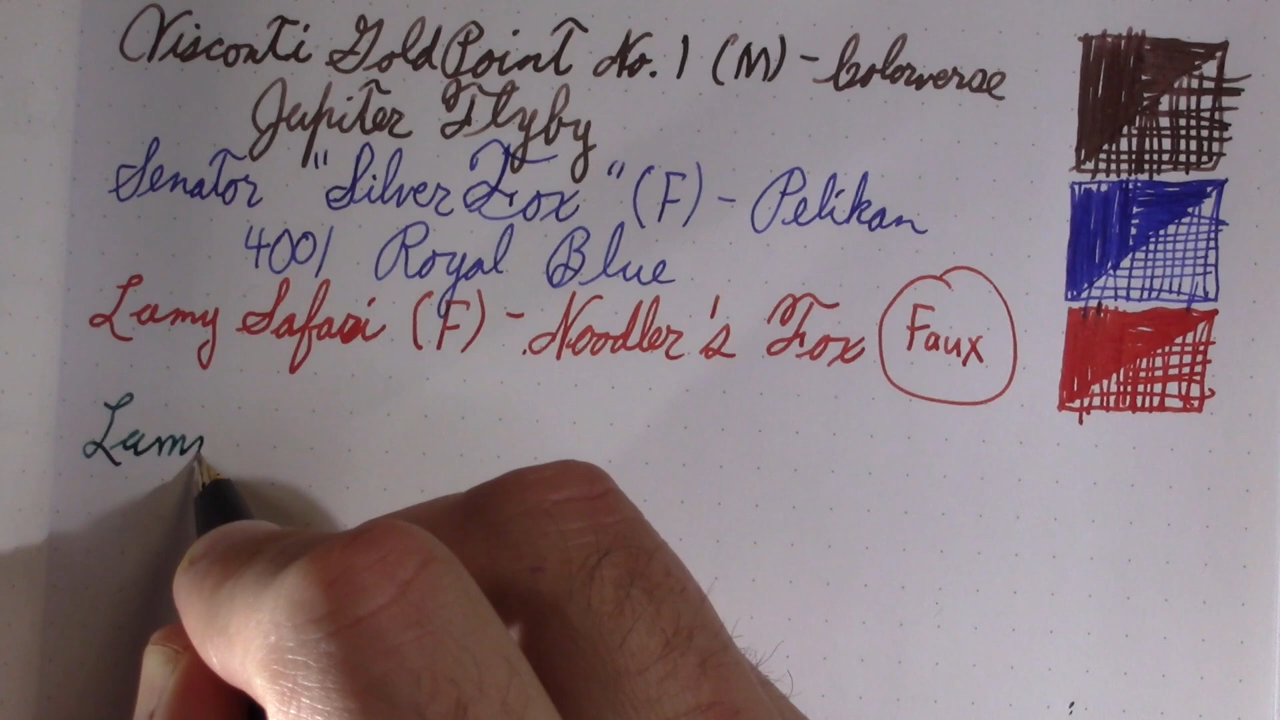 Visconti Gold Point No. 1 (M) - Colorverse
Jupiter Flyby
Senator "Silver Fox" (F) - Pelikan
4001 Royal Blue
Lamy Safari (F) - Noodler's Fox Faux
Lam